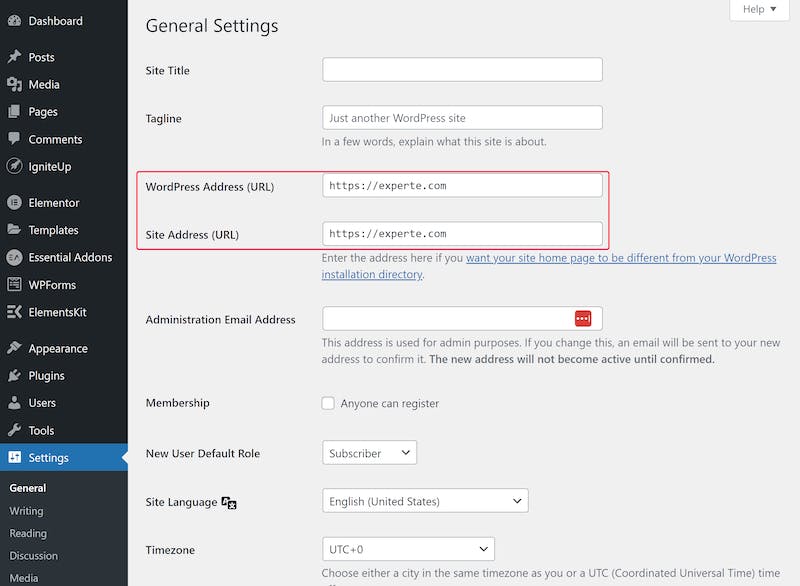 Dashboard
Posts
Media
Pages
Comments
IgniteUp
Elementor
Templates
Essential Addons
WPForms
ElementsKit
Appearance
Plugins
Users
Tools
Settings
General
Writing
Reading
Discussion
Media
Help
General Settings
Site Title
Tagline
Just another WordPress site
In a few words, explain what this site is about.
WordPress Address (URL)
https://experte.com
Site Address (URL)
https://experte.com
Enter the address here if you want your site home page to be different from your WordPress
installation directory.
Administration Email Address
This address is used for admin purposes. If you change this, an email will be sent to your new
address to confirm it. The new address will not become active until confirmed.
Membership
Anyone can register
New User Default Role
Subscriber
Site Language
English (United States)
Timezone
UTC+0
Choose either a city in the same timezone as you or a UTC (Coordinated Universal Time) time